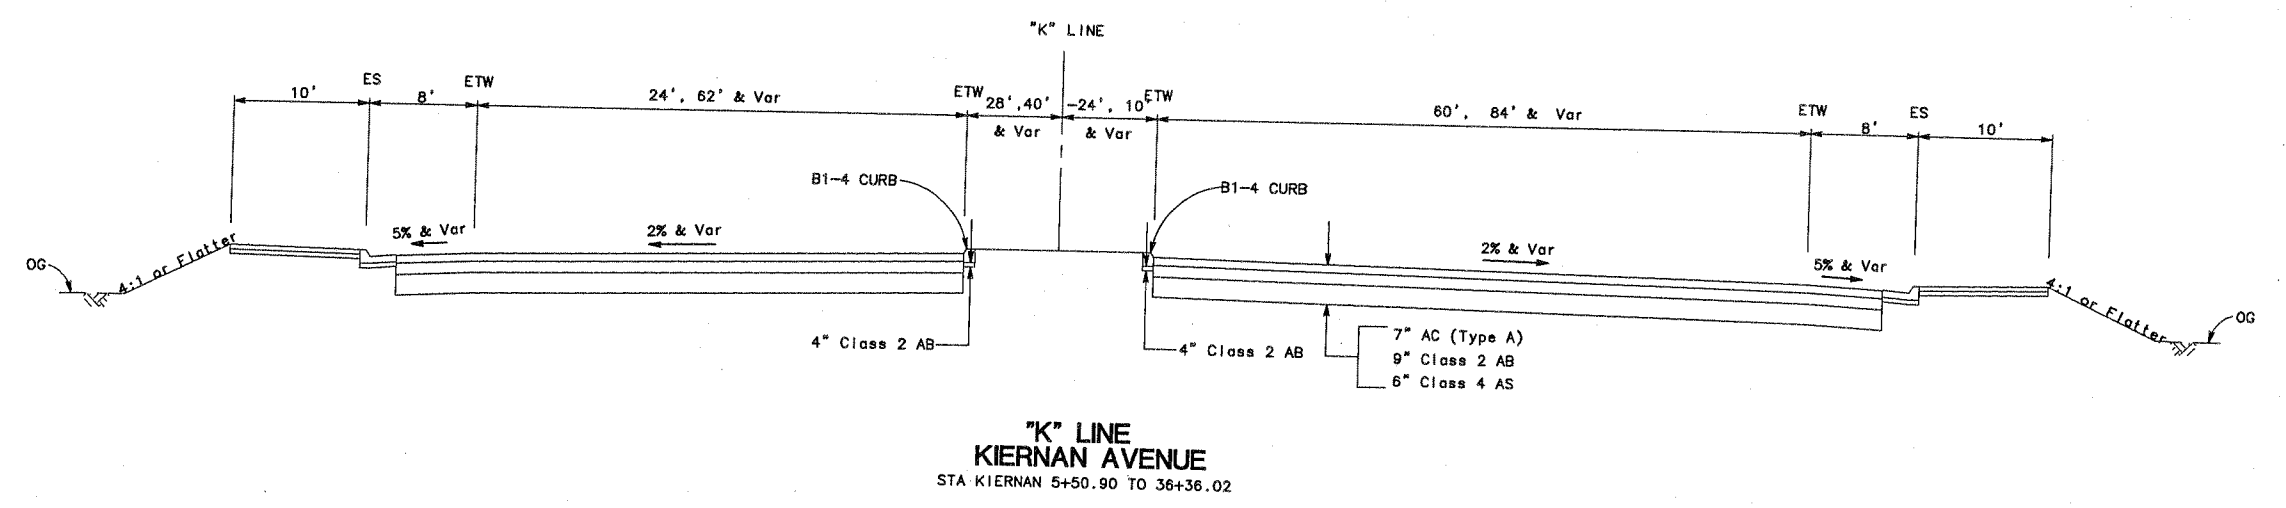 "K" LINE
10'
ES
8'
ETW
24', 62' & Var
ETW
28',40'
& Var
-24', 10'
& Var
ETW
60', 84' & Var
ETW
8'
ES
10'
B1-4 CURB
B1-4 CURB
OG
4:1 or Flatter
5% & Var
2% & Var
2% & Var
5% & Var
4:1 or Flatter
OG
4" Class 2 AB
4" Class 2 AB
7" AC (Type A)
9" Class 2 AB
6" Class 4 AS
"K" LINE
KIERNAN AVENUE
STA KIERNAN 5+50.90 TO 36+36.02